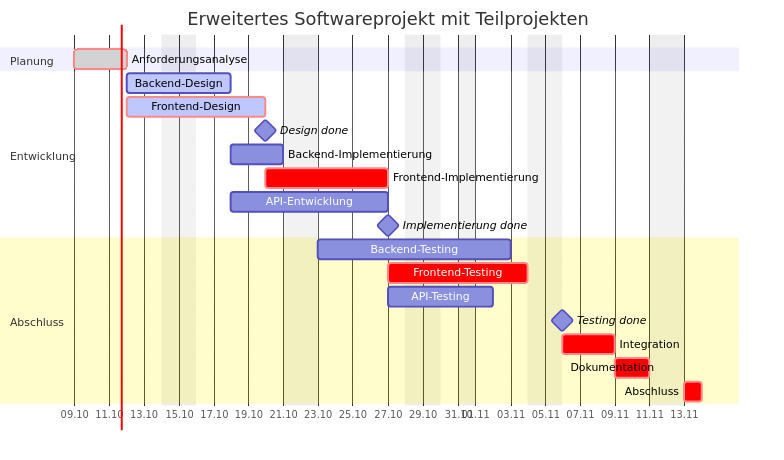 Erweitertes Softwareprojekt mit Teilprojekten
Planung
Anforderungsanalyse
Backend-Design
Frontend-Design
Design done
Entwicklung
Backend-Implementierung
Frontend-Implementierung
API-Entwicklung
Implementierung done
Backend-Testing
Frontend-Testing
API-Testing
Abschluss
Testing done
Integration
Dokumentation
Abschluss
09.10 11.10 13.10 15.10 17.10 19.10 21.10 23.10 25.10 27.10 29.10 31.10 01.11 03.11 05.11 07.11 09.11 11.11 13.11